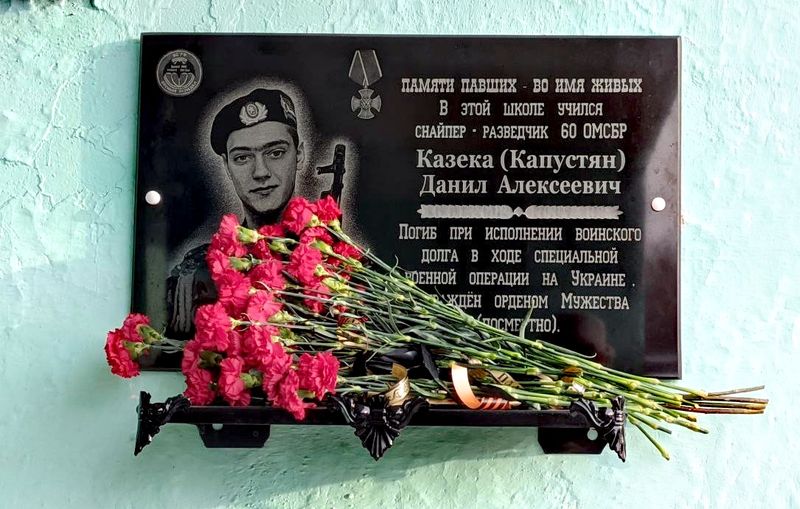 ПАМЯТИ ПАВШИХ - ВО ИМЯ ЖИВЫХ
В ЭТОЙ ШКОЛЕ УЧИЛСЯ
СНАЙПЕР - РАЗВЕДЧИК 60 ОМСБР
Казека (Капустян)
Данил Алексеевич
ПОГИБ ПРИ ИСПОЛНЕНИИ ВОИНСКОГО
ДОЛГА В ХОДЕ СПЕЦИАЛЬНОЙ
ВОЕННОЙ ОПЕРАЦИИ НА УКРАИНЕ.
ОРДЕНОМ МУЖЕСТВА
(ПОСМЕРТНО).